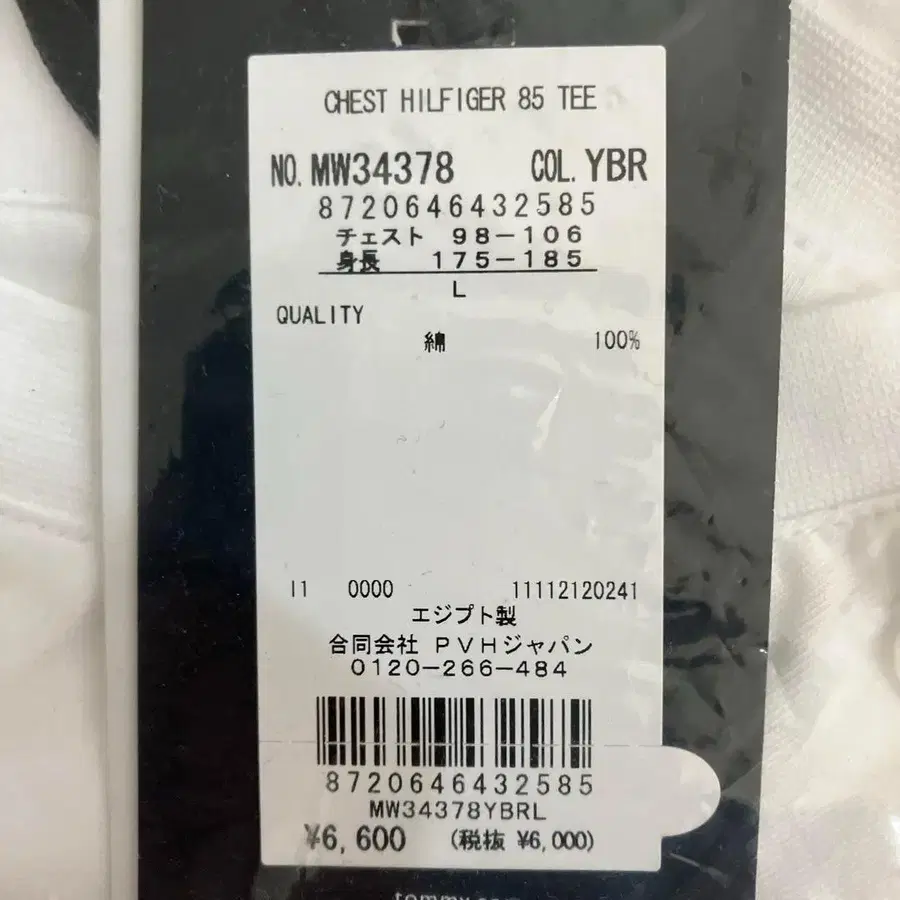 CHEST HILFIGER 85 TEE
NO. MW34378 COL. YBR
8720646432585
チェスト 98-106
身長 175-185
L
QUALITY
綿 100%
11 0000 11112120241
エジプト製
合同会社 PVHジャパン
0120-266-484
8720646432585
MW34378YBRL
¥6,600 (税抜 ¥6,000)